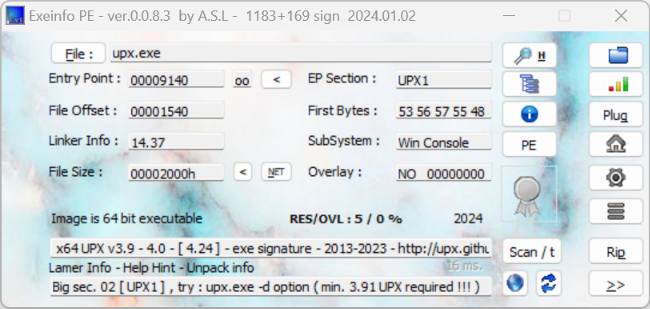 Exeinfo PE - ver.0.0.8.3 by A.S.L - 1183+169 sign 2024.01.02
File : upx.exe H
Entry Point : 00009140 oo < EP Section : UPX1
File Offset : 00001540 First Bytes : 53 56 57 55 48 Plug
Linker Info : 14.37 SubSystem : Win Console PE
File Size : 00002000h < NET Overlay : NO 00000000
Image is 64 bit executable RES/OVL : 5 / 0 % 2024
x64 UPX v3.9 - 4.0 - [ 4.24 ] - exe signature - 2013-2023 - http://upx.githu Scan / t Rip
Lamer Info - Help Hint - Unpack info 16 ms.
Big sec. 02 [ UPX1 ] , try : upx.exe -d option ( min. 3.91 UPX required !!! ) >>